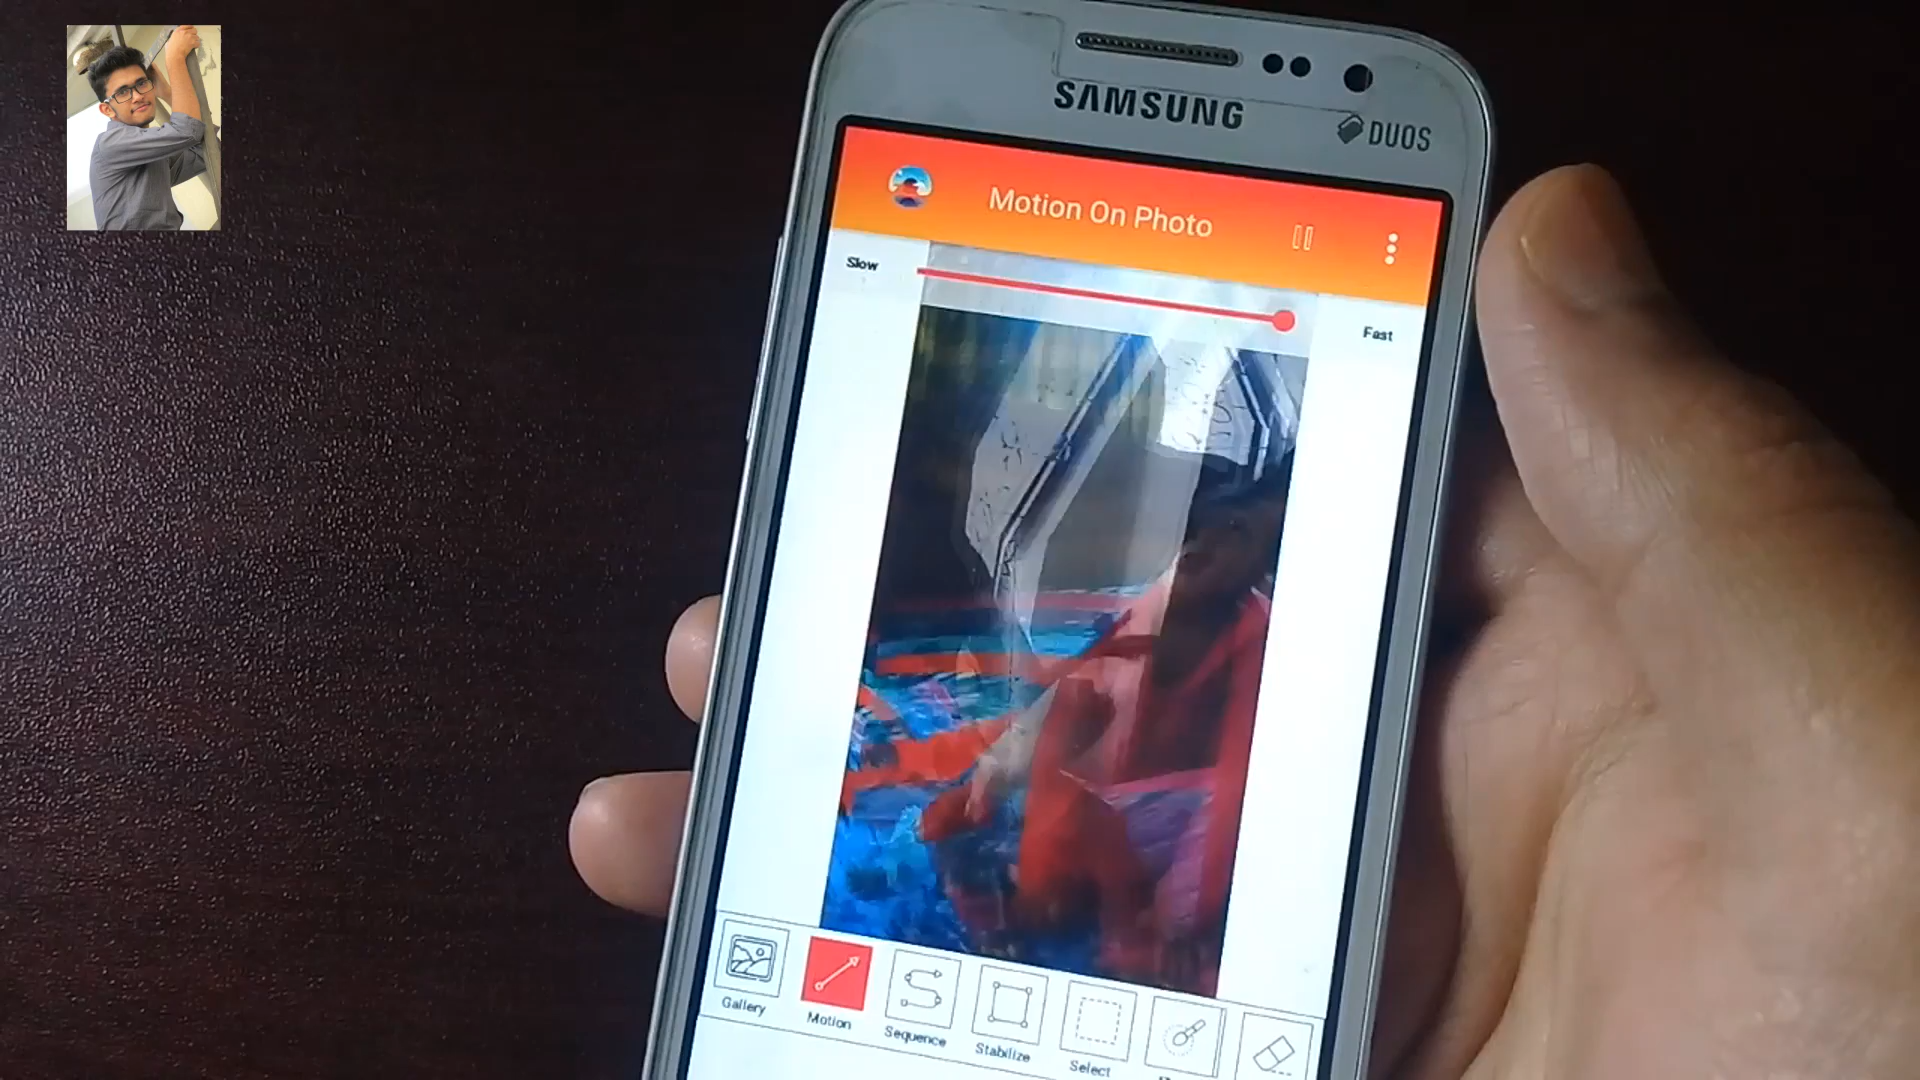 SAMSUNG
DUOS
Motion On Photo
Slow
Fast
Gallery
Motion
Sequence
Stabilize
Select